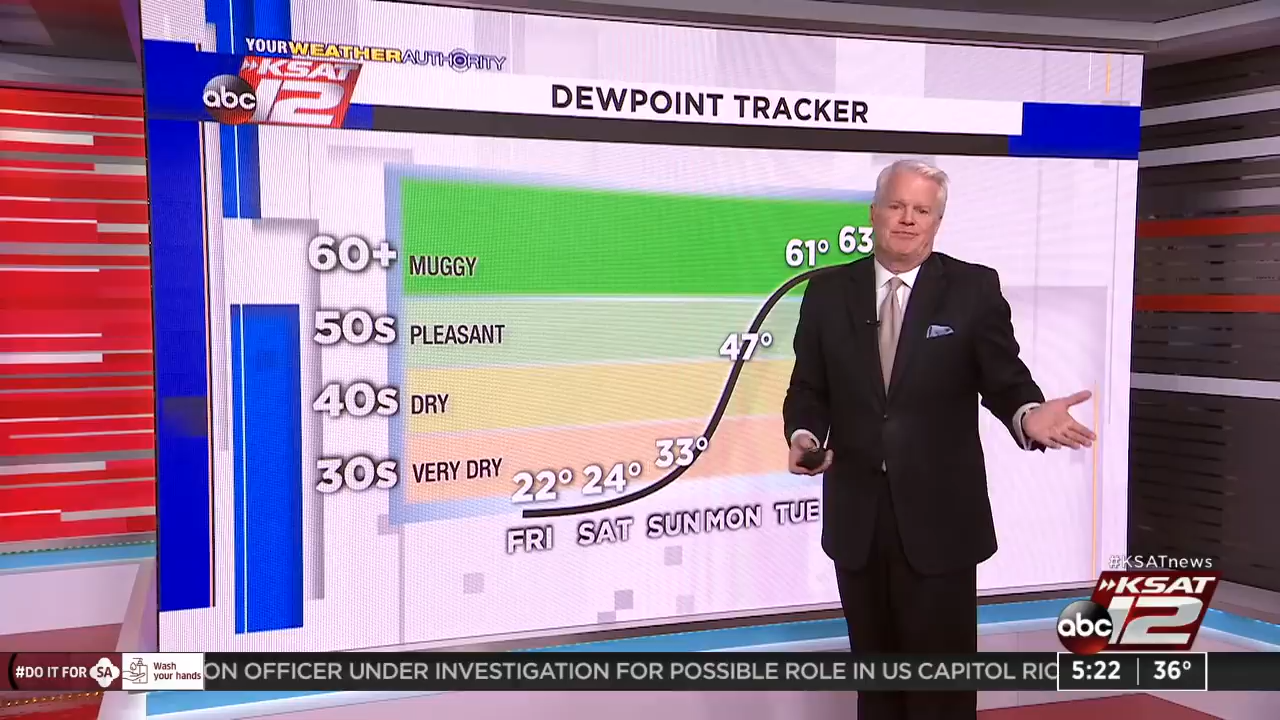 YOUR WEATHER AUTHORITY
»KSAT
abc 12
DEWPOINT TRACKER
60+ MUGGY
50s PLEASANT
40s DRY
30s VERY DRY
22° 24° 33° 47° 61° 63
FRI SAT SUN MON TUE
#KSATnews
»KSAT
abc 12
#DO IT FOR SA
Wash
your hands
ON OFFICER UNDER INVESTIGATION FOR POSSIBLE ROLE IN US CAPITOL RIO
5:22 36°